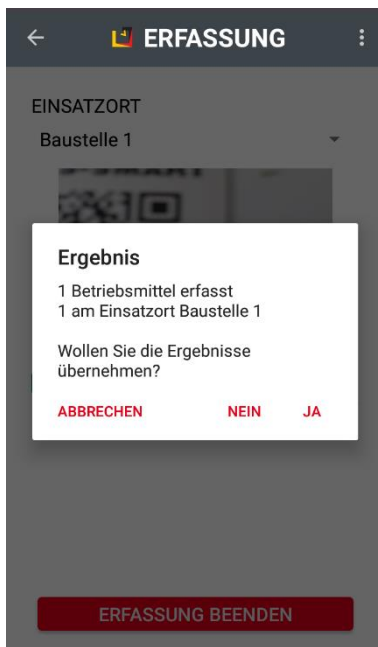 ERFASSUNG
EINSATZORT
Baustelle 1
Ergebnis
1 Betriebsmittel erfasst
1 am Einsatzort Baustelle 1
Wollen Sie die Ergebnisse
übernehmen?
ABBRECHEN NEIN JA
ERFASSUNG BEENDEN